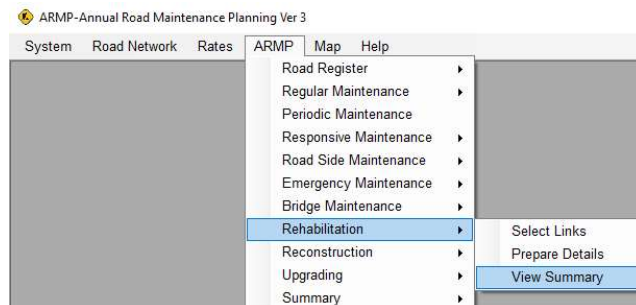 ARMP-Annual Road Maintenance Planning Ver 3
System Road Network Rates ARMP Map Help
Road Register
Regular Maintenance
Periodic Maintenance
Responsive Maintenance
Road Side Maintenance
Emergency Maintenance
Bridge Maintenance
Rehabilitation
Select Links
Reconstruction
Prepare Details
Upgrading
View Summary
Summary